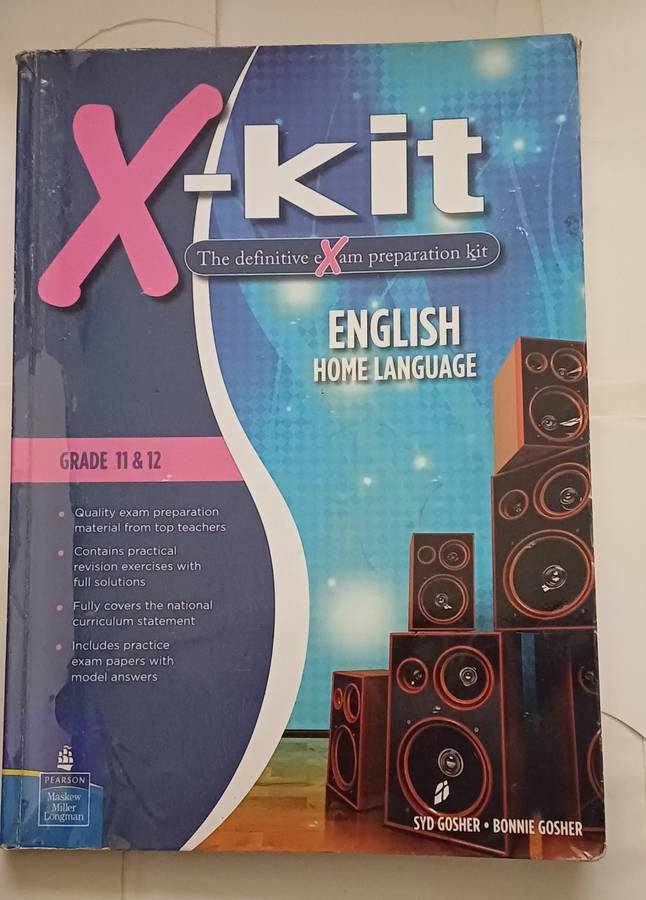 X-kit
The definitive eXam preparation kit
ENGLISH
HOME LANGUAGE
GRADE 11 & 12
• Quality exam preparation
material from top teachers
• Contains practical
revision exercises with
full solutions
• Fully covers the national
curriculum statement
• Includes practice
exam papers with
model answers
PEARSON
Maskew
Miller
Longman
SYD GOSHER • BONNIE GOSHER